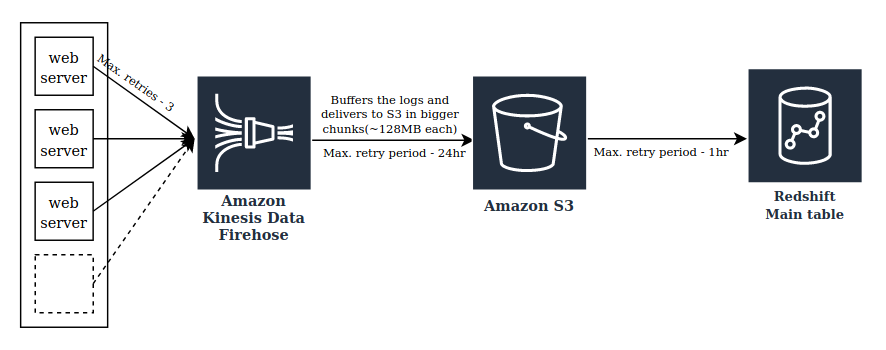 web
server
Max. retries - 3
web
server
web
server
Amazon
Kinesis Data
Firehose
Buffers the logs and
delivers to S3 in bigger
chunks(~128MB each)
Max. retry period - 24hr
Amazon S3
Max. retry period - 1hr
Redshift
Main table